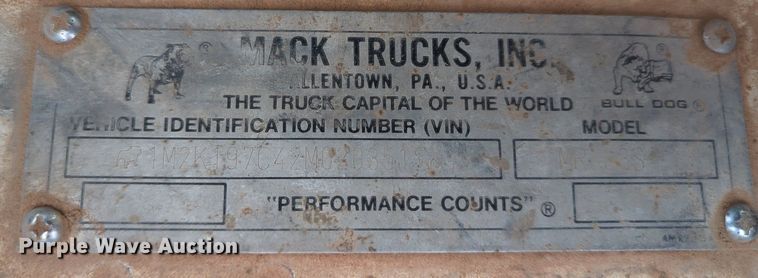 MACK TRUCKS, INC.
ALLENTOWN, PA., U.S.A.
THE TRUCK CAPITAL OF THE WORLD
BULL DOG®
VEHICLE IDENTIFICATION NUMBER (VIN) MODEL
"PERFORMANCE COUNTS"®
Purple Wave Auction